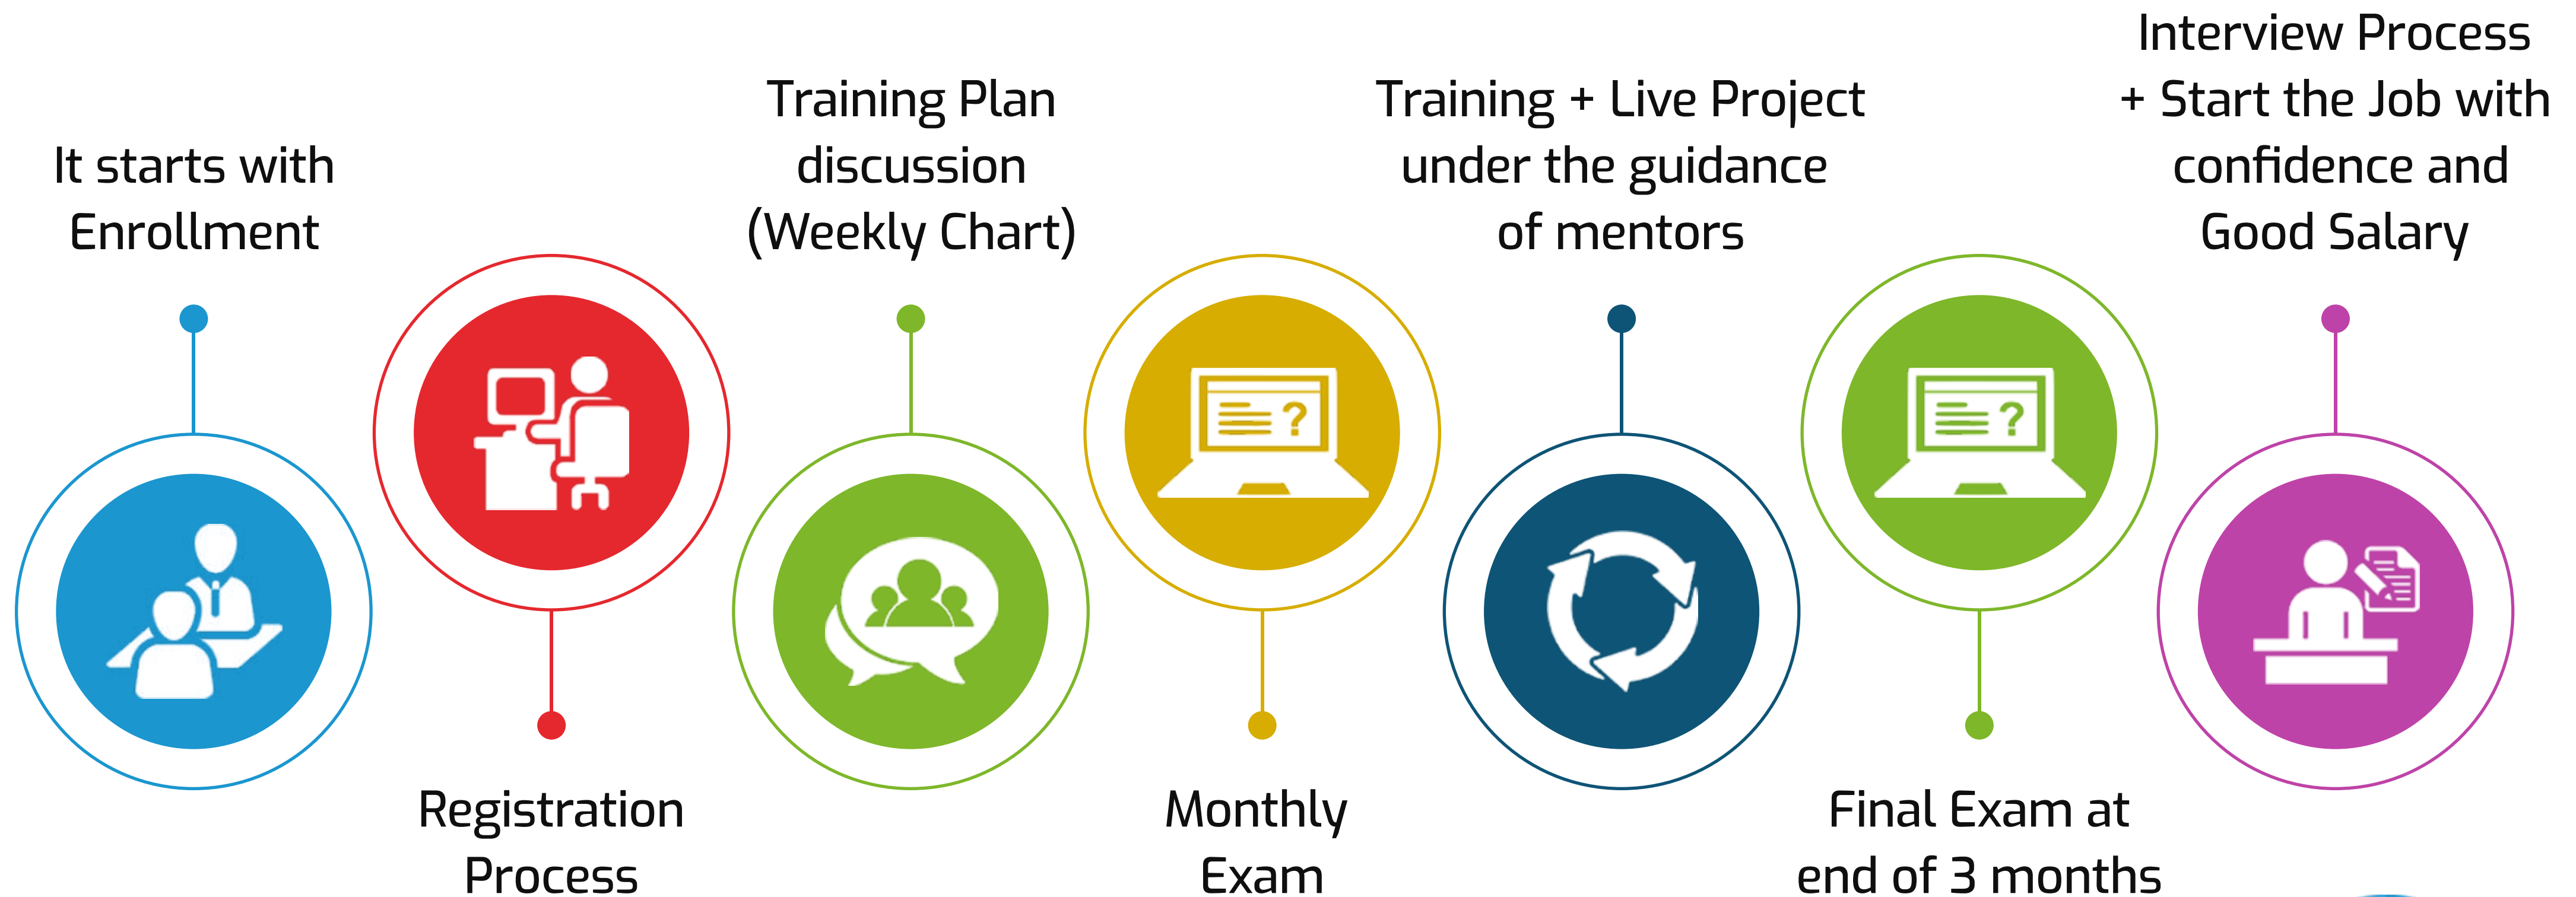 It starts with
Enrollment
Registration
Process
Training Plan
discussion
(Weekly Chart)
Monthly
Exam
Training + Live Project
under the guidance
of mentors
Final Exam at
end of 3 months
Interview Process
+ Start the Job with
confidence and
Good Salary
?
?